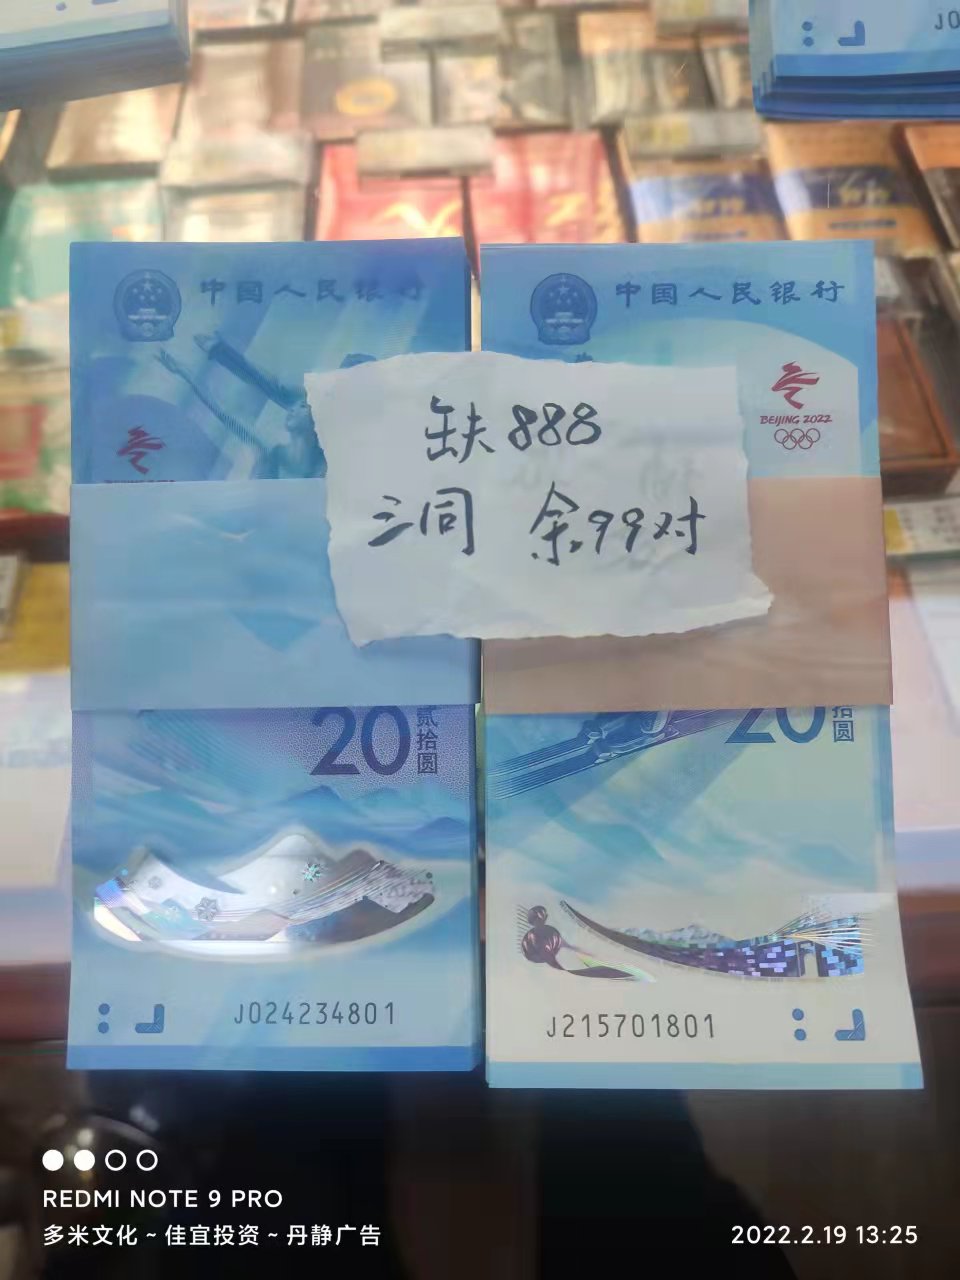 J0
中国人民银行
中国人民银行
BEIJING 2022
缺888
三同 余99对
20
贰拾圆
20
拾圆
J024234801
J215701801
REDMI NOTE 9 PRO
多米文化~佳宜投资~丹静广告
2022.2.19 13:25